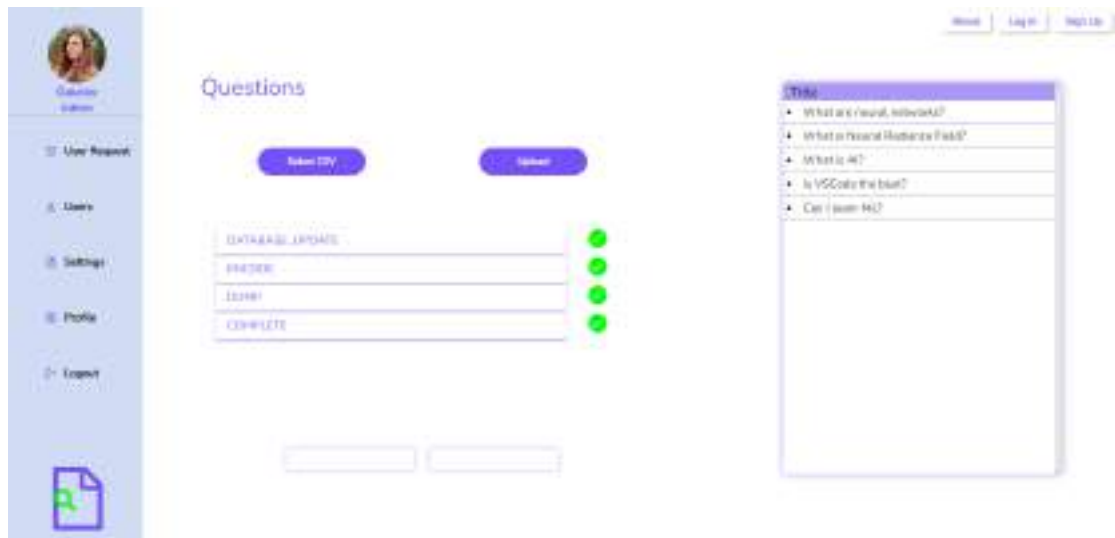 About
Log In
Sign Up
Admin
Questions
Title
User Request
Select CSV
Upload
What are neural networks?
What is Neural Radiance Field?
What is AI?
Is VSCode the best?
Can I learn ML?
Users
DATABASE_UPDATE
Settings
ENCODE
DUMP
Profile
COMPLETE
Logout